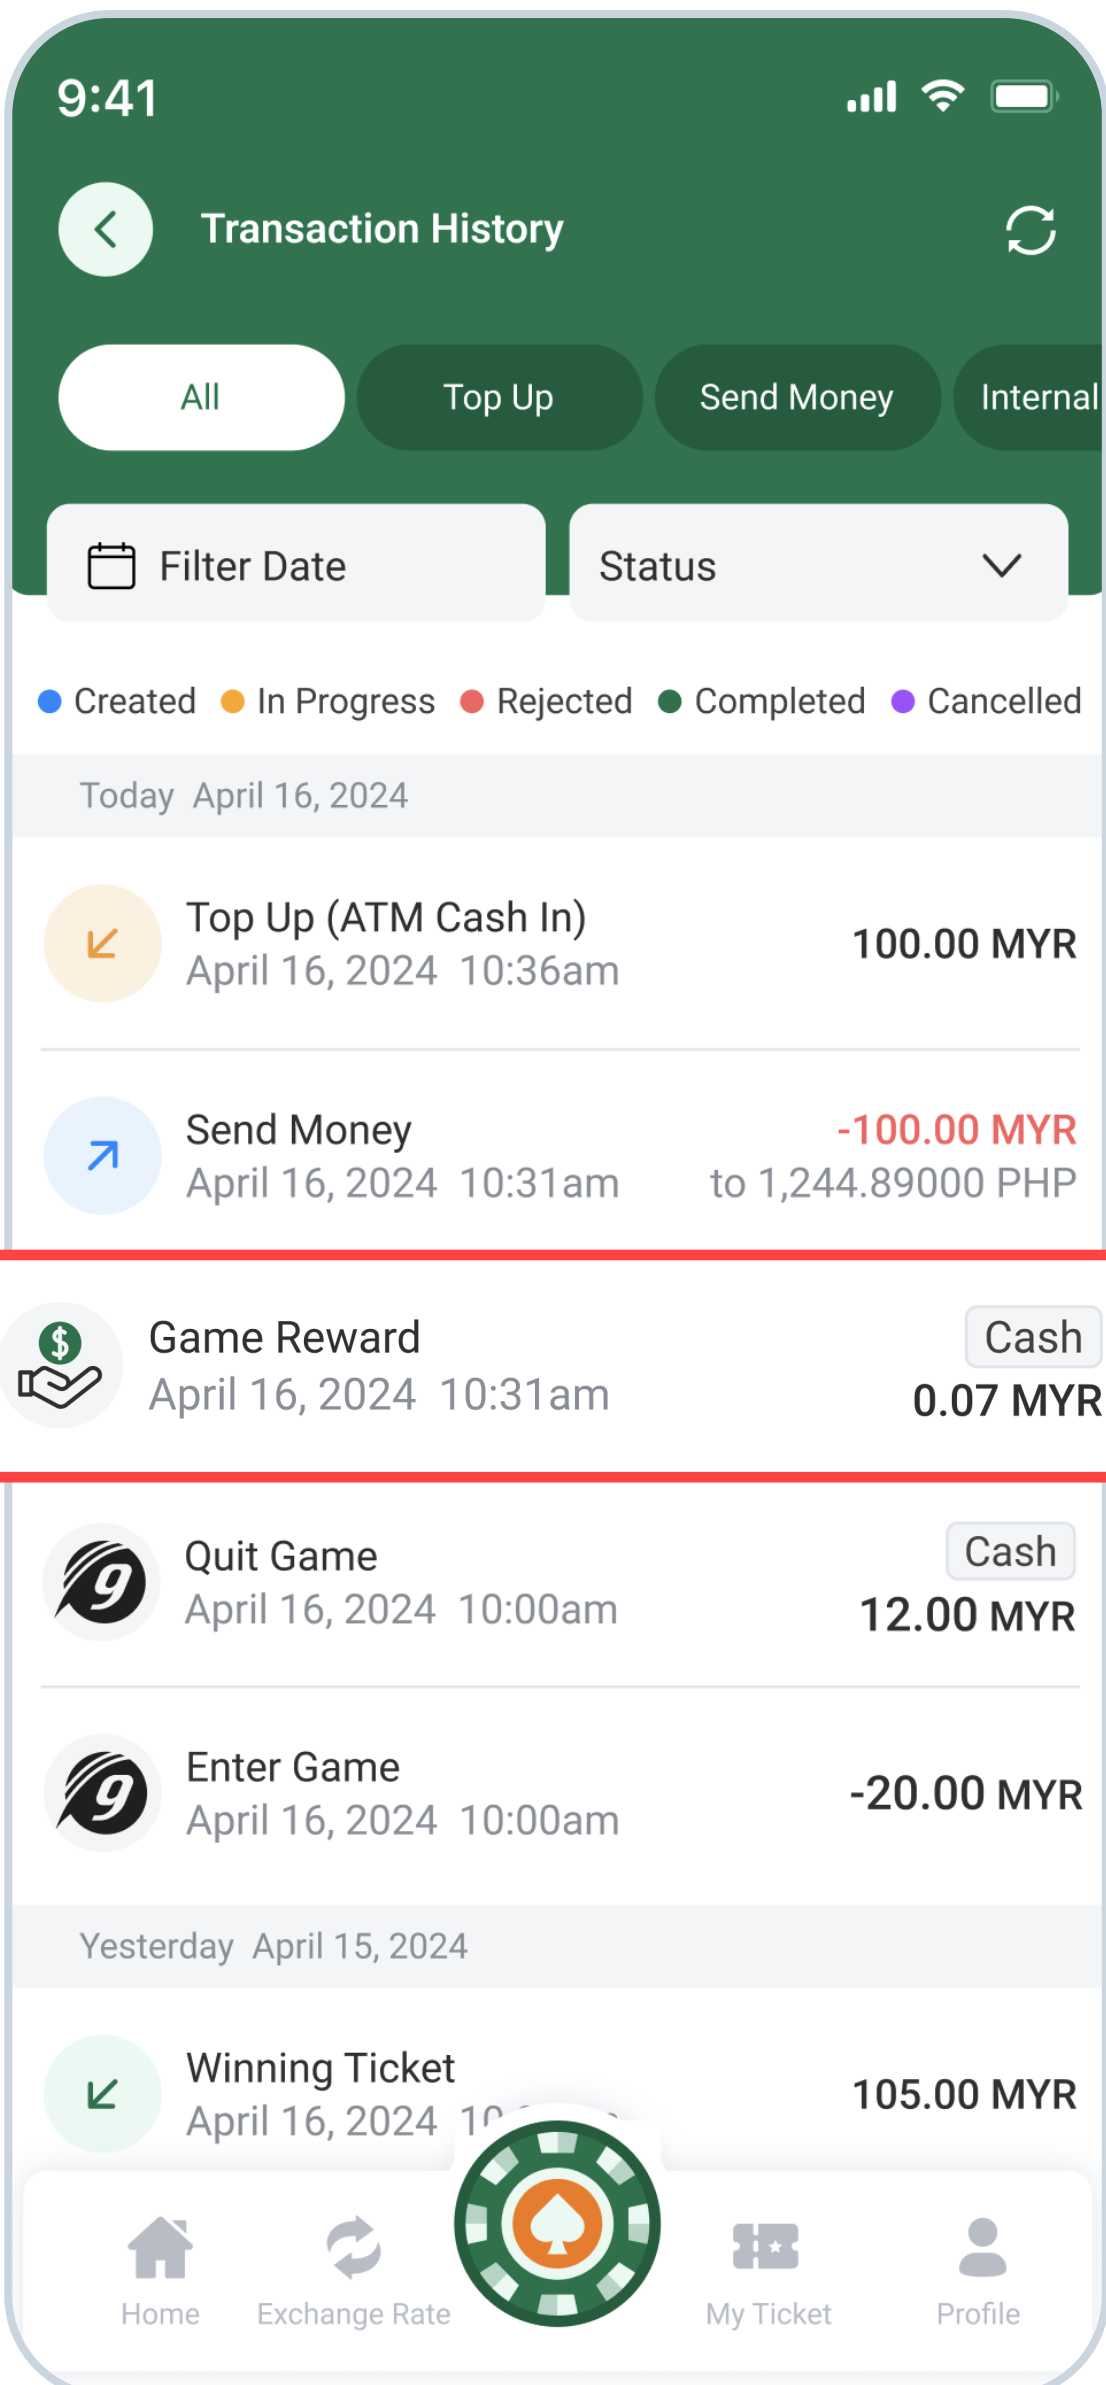 9:41
Transaction History
All
Top Up
Send Money
Internal
Filter Date
Status
Created
In Progress
Rejected
Completed
Cancelled
Today April 16, 2024
Top Up (ATM Cash In)
100.00 MYR
April 16, 2024 10:36am
Send Money
-100.00 MYR
April 16, 2024 10:31am
to 1,244.89000 PHP
Game Reward
Cash
April 16, 2024 10:31am
0.07 MYR
Quit Game
Cash
April 16, 2024 10:00am
12.00 MYR
Enter Game
-20.00 MYR
April 16, 2024 10:00am
Yesterday April 15, 2024
Winning Ticket
105.00 MYR
April 16, 2024
Home
Exchange Rate
My Ticket
Profile